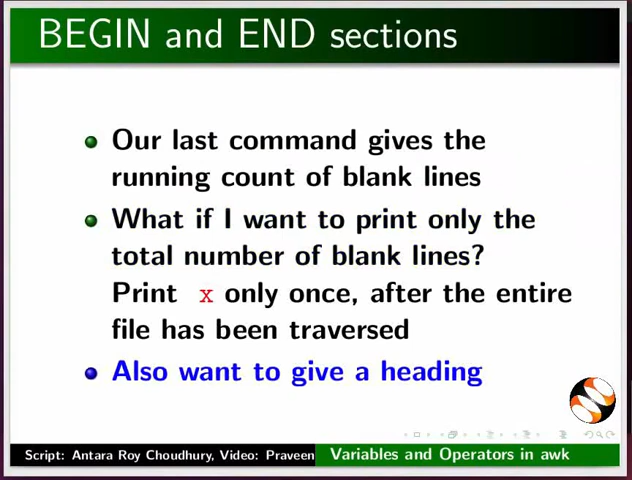 BEGIN and END sections
Our last command gives the
running count of blank lines
What if I want to print only the
total number of blank lines?
Print x only once, after the entire
file has been traversed
Also want to give a heading
Script: Antara Roy Choudhury, Video: Praveen
Variables and Operators in awk